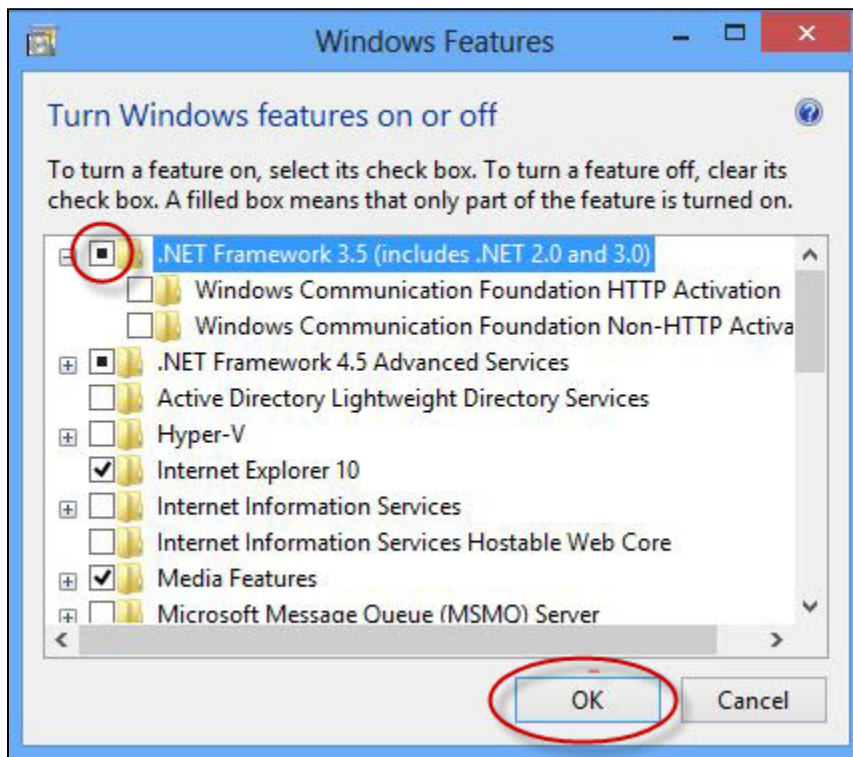 Windows Features
Turn Windows features on or off
To turn a feature on, select its check box. To turn a feature off, clear its
check box. A filled box means that only part of the feature is turned on.
.NET Framework 3.5 (includes .NET 2.0 and 3.0)
Windows Communication Foundation HTTP Activation
Windows Communication Foundation Non-HTTP Activa
.NET Framework 4.5 Advanced Services
Active Directory Lightweight Directory Services
Hyper-V
Internet Explorer 10
Internet Information Services
Internet Information Services Hostable Web Core
Media Features
Microsoft Message Queue (MSMQ) Server
OK Cancel